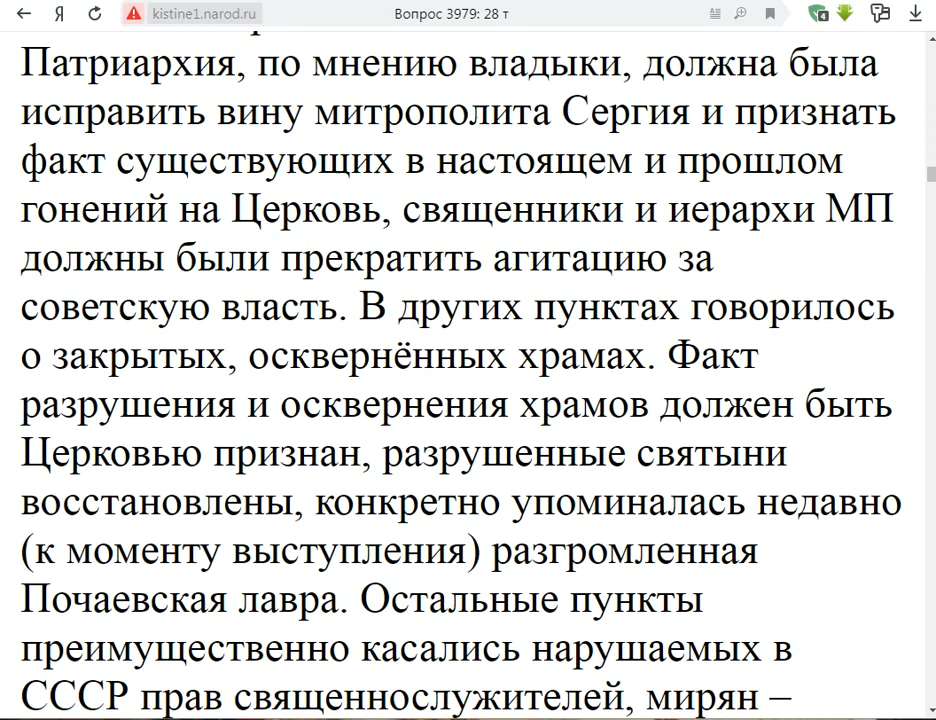 kistine1.narod.ru
Вопрос 3979: 28 т
4
Патриархия, по мнению владыки, должна была
исправить вину митрополита Сергия и признать
факт существующих в настоящем и прошлом
гонений на Церковь, священники и иерархи МП
должны были прекратить агитацию за
советскую власть. В других пунктах говорилось
о закрытых, осквернённых храмах. Факт
разрушения и осквернения храмов должен быть
Церковью признан, разрушенные святыни
восстановлены, конкретно упоминалась недавно
(к моменту выступления) разгромленная
Почаевская лавра. Остальные пункты
преимущественно касались нарушаемых в
СССР прав священнослужителей, мирян –